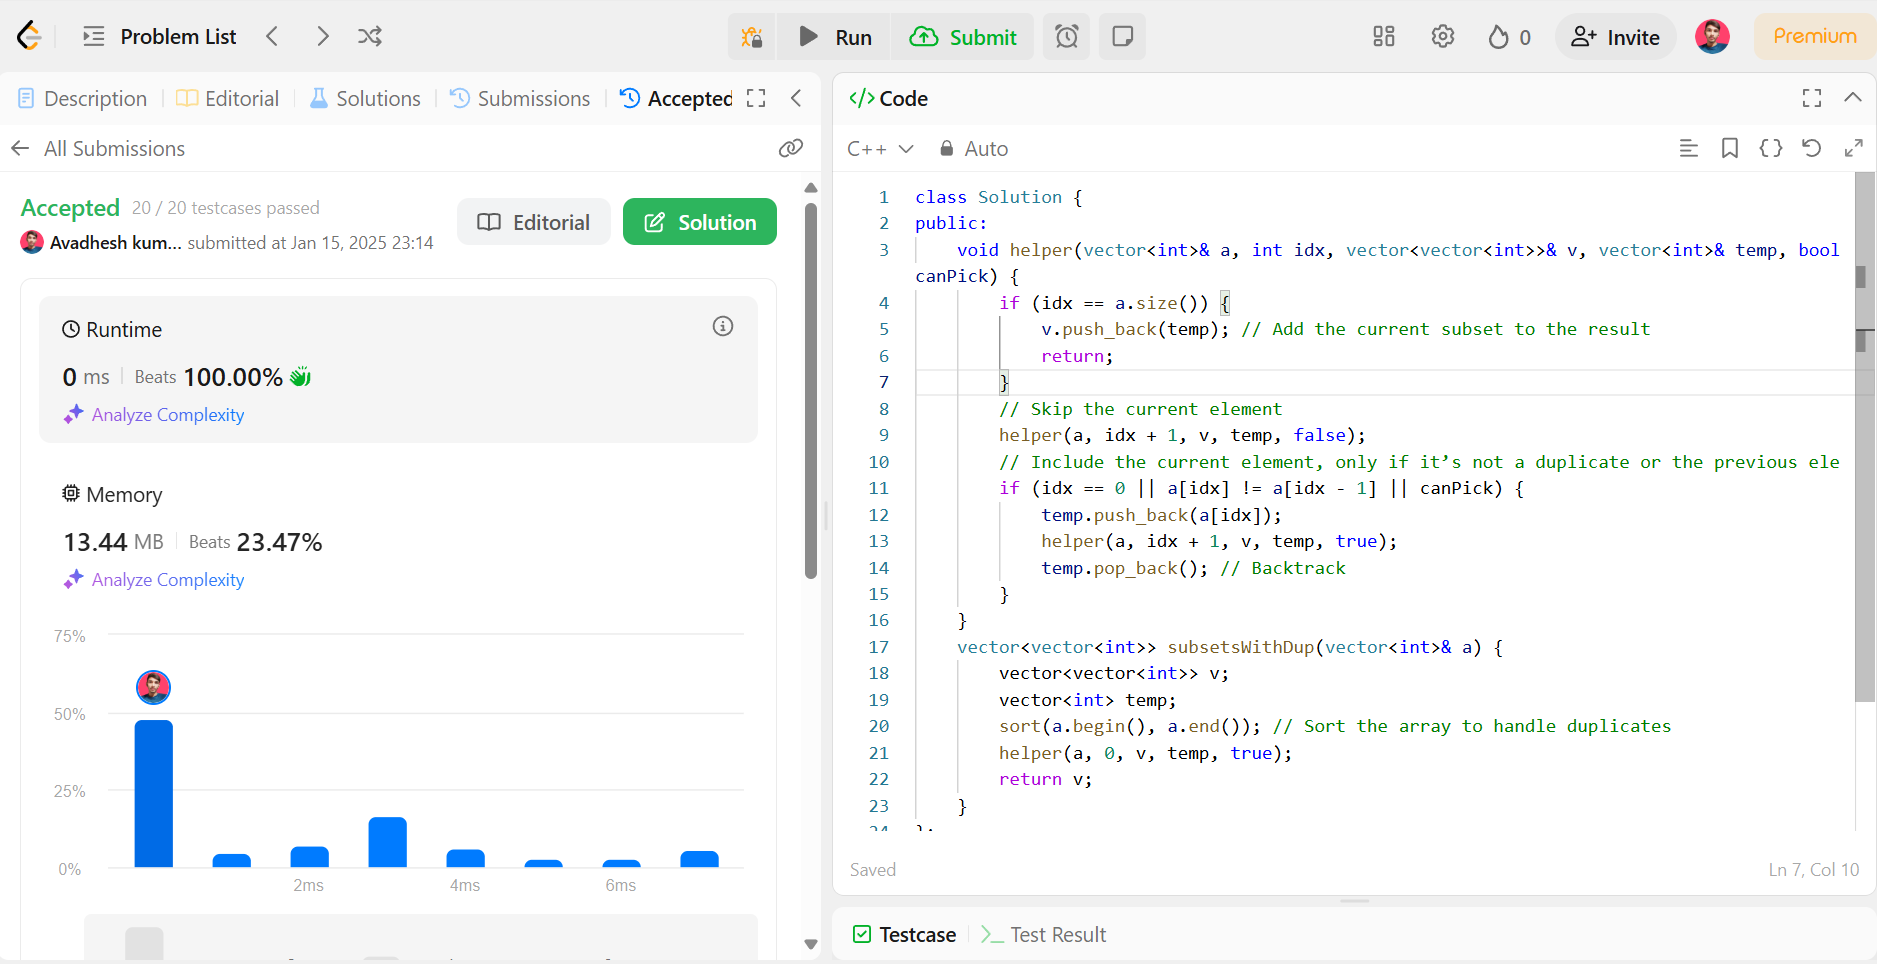 Problem List
Run
Submit
0
Invite
Premium
Description
Editorial
Solutions
Submissions
Accepted
All Submissions
Accepted 20 / 20 testcases passed
Avadhesh kum... submitted at Jan 15, 2025 23:14
Editorial
Solution
Runtime
0 ms Beats 100.00%
Analyze Complexity
Memory
13.44 MB Beats 23.47%
Analyze Complexity
75%
50%
25%
0%
2ms 4ms 6ms
</> Code
C++ Auto
1 class Solution {
2 public:
3 void helper(vector<int>& a, int idx, vector<vector<int>>& v, vector<int>& temp, bool
canPick) {
4 if (idx == a.size()) {
5 v.push_back(temp); // Add the current subset to the result
6 return;
7 }
8 // Skip the current element
9 helper(a, idx + 1, v, temp, false);
10 // Include the current element, only if it’s not a duplicate or the previous ele
11 if (idx == 0 || a[idx] != a[idx - 1] || canPick) {
12 temp.push_back(a[idx]);
13 helper(a, idx + 1, v, temp, true);
14 temp.pop_back(); // Backtrack
15 }
16 }
17 vector<vector<int>> subsetsWithDup(vector<int>& a) {
18 vector<vector<int>> v;
19 vector<int> temp;
20 sort(a.begin(), a.end()); // Sort the array to handle duplicates
21 helper(a, 0, v, temp, true);
22 return v;
23 }
24 };
Saved
Ln 7, Col 10
Testcase
Test Result